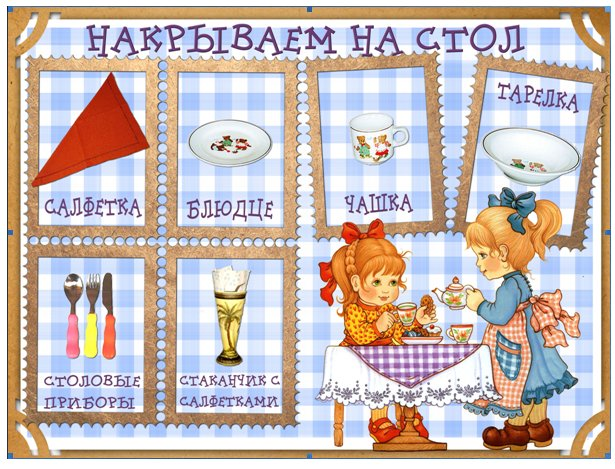 НАКРЫВАЕМ НА СТОЛ
САЛФЕТКА
БЛЮДЦЕ
ЧАШКА
ТАРЕЛКА
СТОЛОВЫЕ
ПРИБОРЫ
СТАКАНЧИК С
САЛФЕТКАМИ